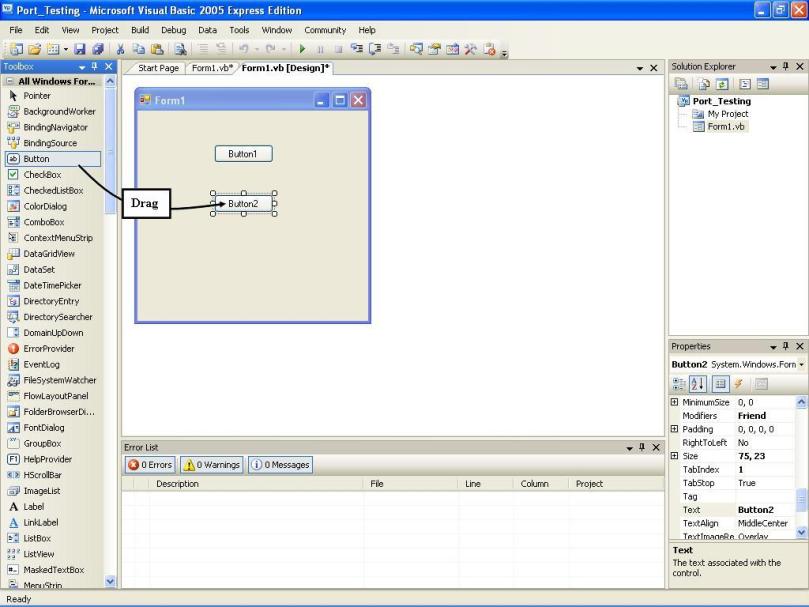 Port_Testing - Microsoft Visual Basic 2005 Express Edition
File Edit View Project Build Debug Data Tools Window Community Help
Toolbox
All Windows For...
Pointer
BackgroundWorker
BindingNavigator
BindingSource
Button
CheckBox
CheckedListBox
ColorDialog
ComboBox
ContextMenuStrip
DataGridView
DataSet
DateTimePicker
DirectoryEntry
DirectorySearcher
DomainUpDown
ErrorProvider
EventLog
FileSystemWatcher
FlowLayoutPanel
FolderBrowserDi...
FontDialog
GroupBox
HelpProvider
HScrollBar
ImageList
Label
LinkLabel
ListBox
ListView
MaskedTextBox
MenuStrip
Start Page Form1.vb* Form1.vb [Design]*
Form1
Button1
Drag
Button2
Error List
0 Errors 0 Warnings 0 Messages
Description File Line Column Project
Solution Explorer
Port_Testing
My Project
Form1.vb
Properties
Button2 System.Windows.Forn
MinimumSize 0, 0
Modifiers Friend
Padding 0, 0, 0, 0
RightToLeft No
Size 75, 23
TabIndex 1
TabStop True
Tag
Text Button2
TextAlign MiddleCenter
TextImageRe Overlay
Text
The text associated with the
control.
Ready